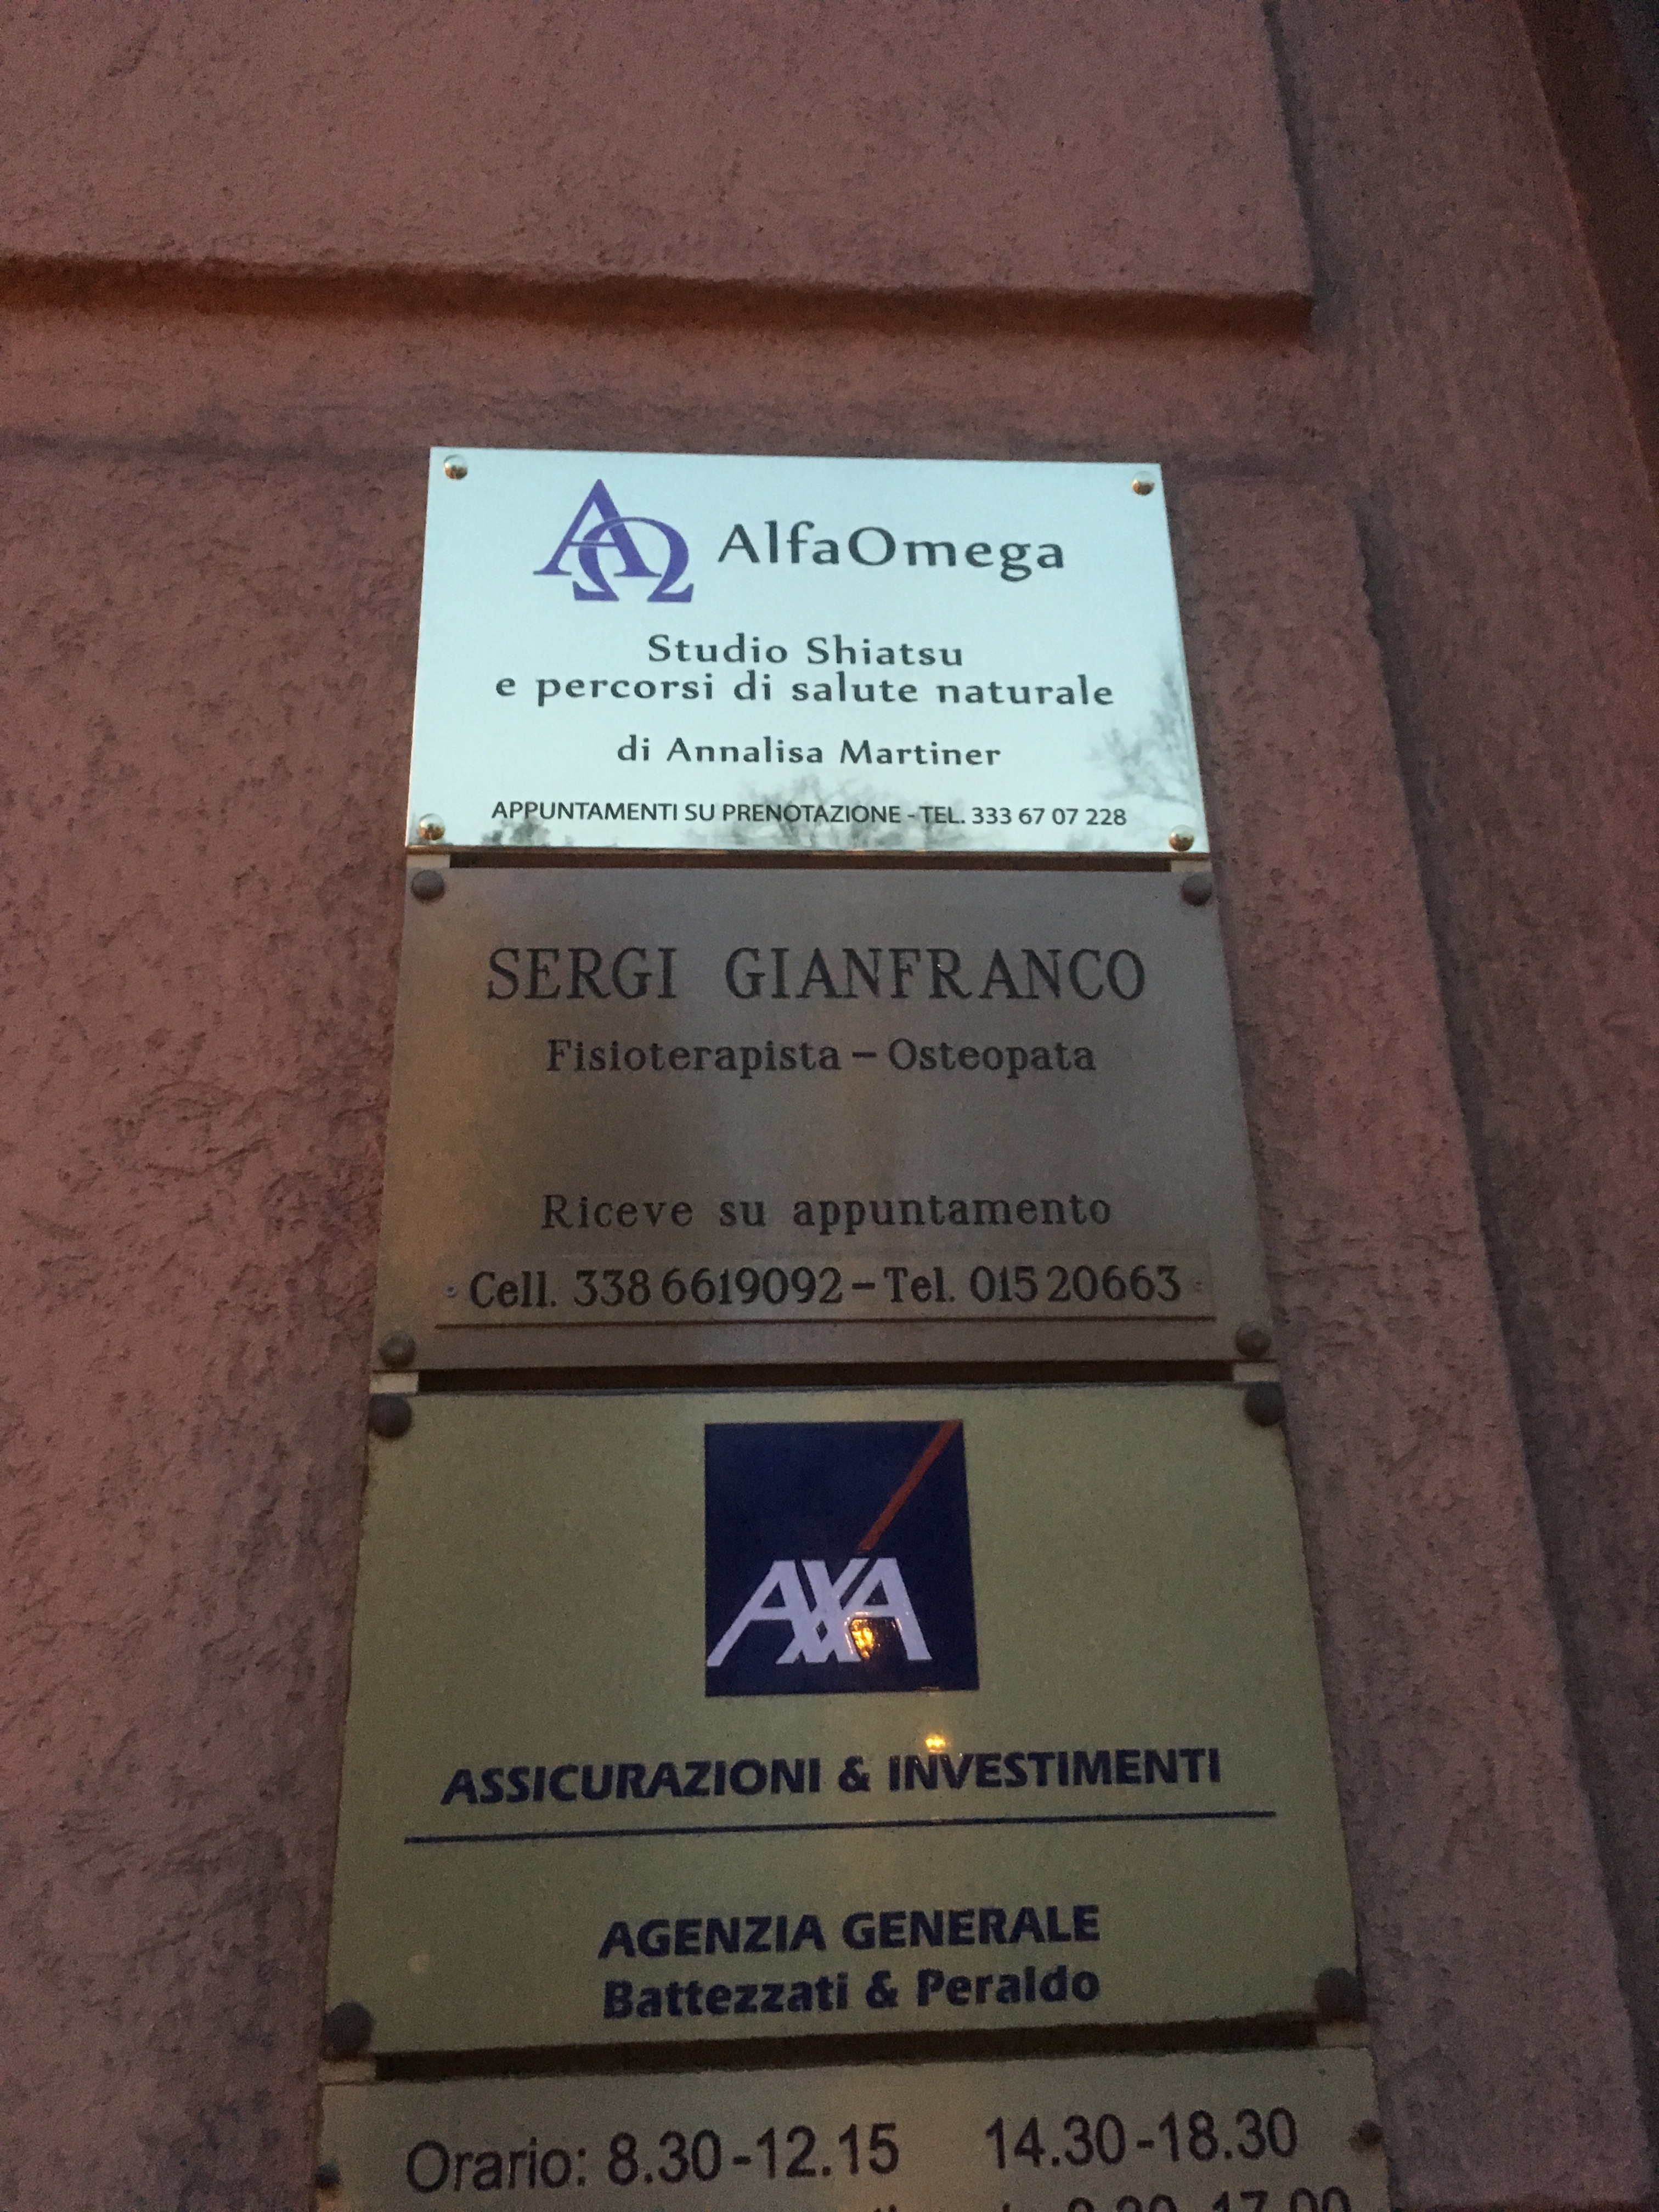 AΩ AlfaOmega
Studio Shiatsu
e percorsi di salute naturale
di Annalisa Martiner
APPUNTAMENTI SU PRENOTAZIONE - TEL. 333 67 07 228
SERGI GIANFRANCO
Fisioterapista - Osteopata
Riceve su appuntamento
Cell. 338 6619092 - Tel. 015 20663
AXA
ASSICURAZIONI & INVESTIMENTI
AGENZIA GENERALE
Battezzati & Peraldo
Orario: 8.30-12.15 14.30-18.30